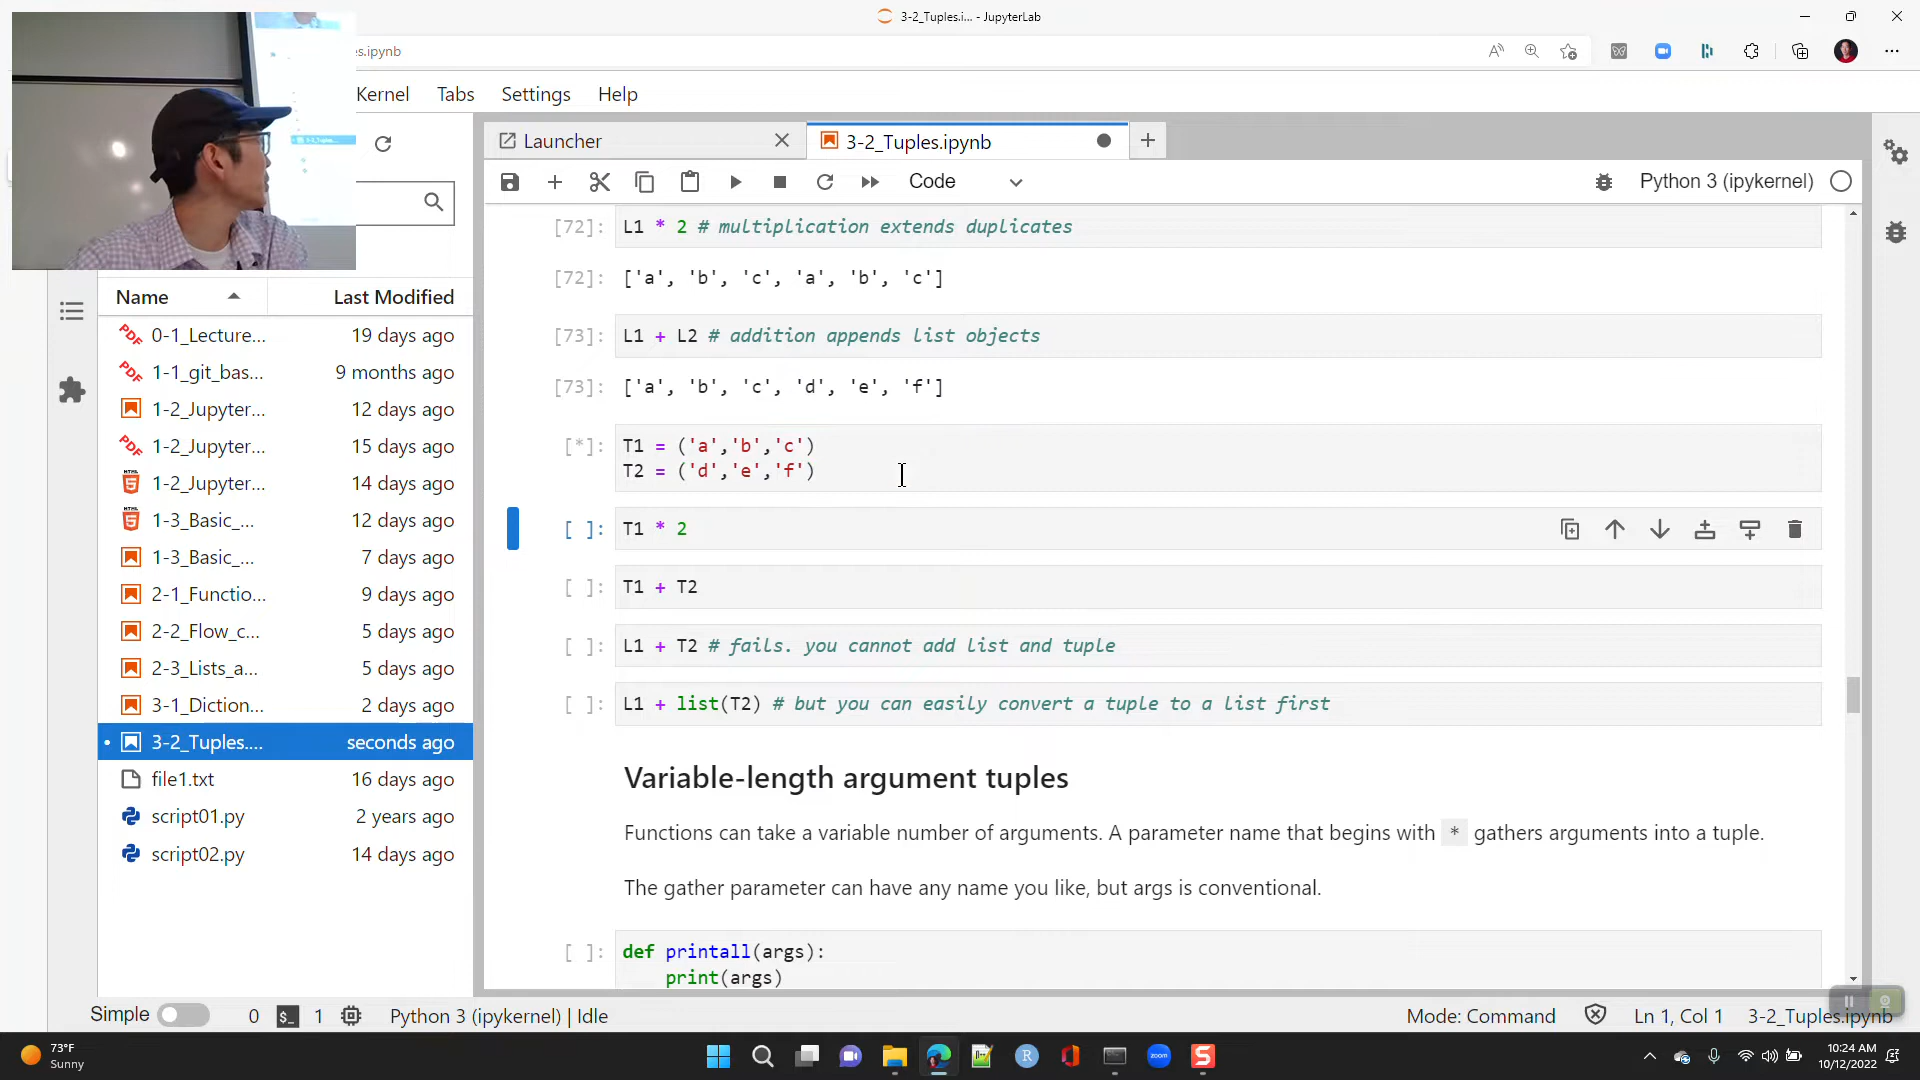 3-2_Tuples.i... - JupyterLab
es.ipynb
Kernel
Tabs
Settings
Help
Launcher
3-2_Tuples.ipynb
Code
Python 3 (ipykernel)
Name
Last Modified
0-1_Lecture...
19 days ago
1-1_git_bas...
9 months ago
1-2_Jupyter...
12 days ago
1-2_Jupyter...
15 days ago
1-2_Jupyter...
14 days ago
1-3_Basic_...
12 days ago
1-3_Basic_...
7 days ago
2-1_Functio...
9 days ago
2-2_Flow_c...
5 days ago
2-3_Lists_a...
5 days ago
3-1_Diction...
2 days ago
3-2_Tuples....
seconds ago
file1.txt
16 days ago
script01.py
2 years ago
script02.py
14 days ago
[72]: L1 * 2 # multiplication extends duplicates
[72]: ['a', 'b', 'c', 'a', 'b', 'c']
[73]: L1 + L2 # addition appends list objects
[73]: ['a', 'b', 'c', 'd', 'e', 'f']
[*]: T1 = ('a','b','c')
T2 = ('d','e','f')
[ ]: T1 * 2
[ ]: T1 + T2
[ ]: L1 + T2 # fails. you cannot add list and tuple
[ ]: L1 + list(T2) # but you can easily convert a tuple to a list first
Variable-length argument tuples
Functions can take a variable number of arguments. A parameter name that begins with * gathers arguments into a tuple.
The gather parameter can have any name you like, but args is conventional.
[ ]: def printall(args):
print(args)
Simple
0
1
Python 3 (ipykernel) | Idle
Mode: Command
Ln 1, Col 1
3-2_Tuples.ipynb
73°F
Sunny
zoom
10:24 AM
10/12/2022